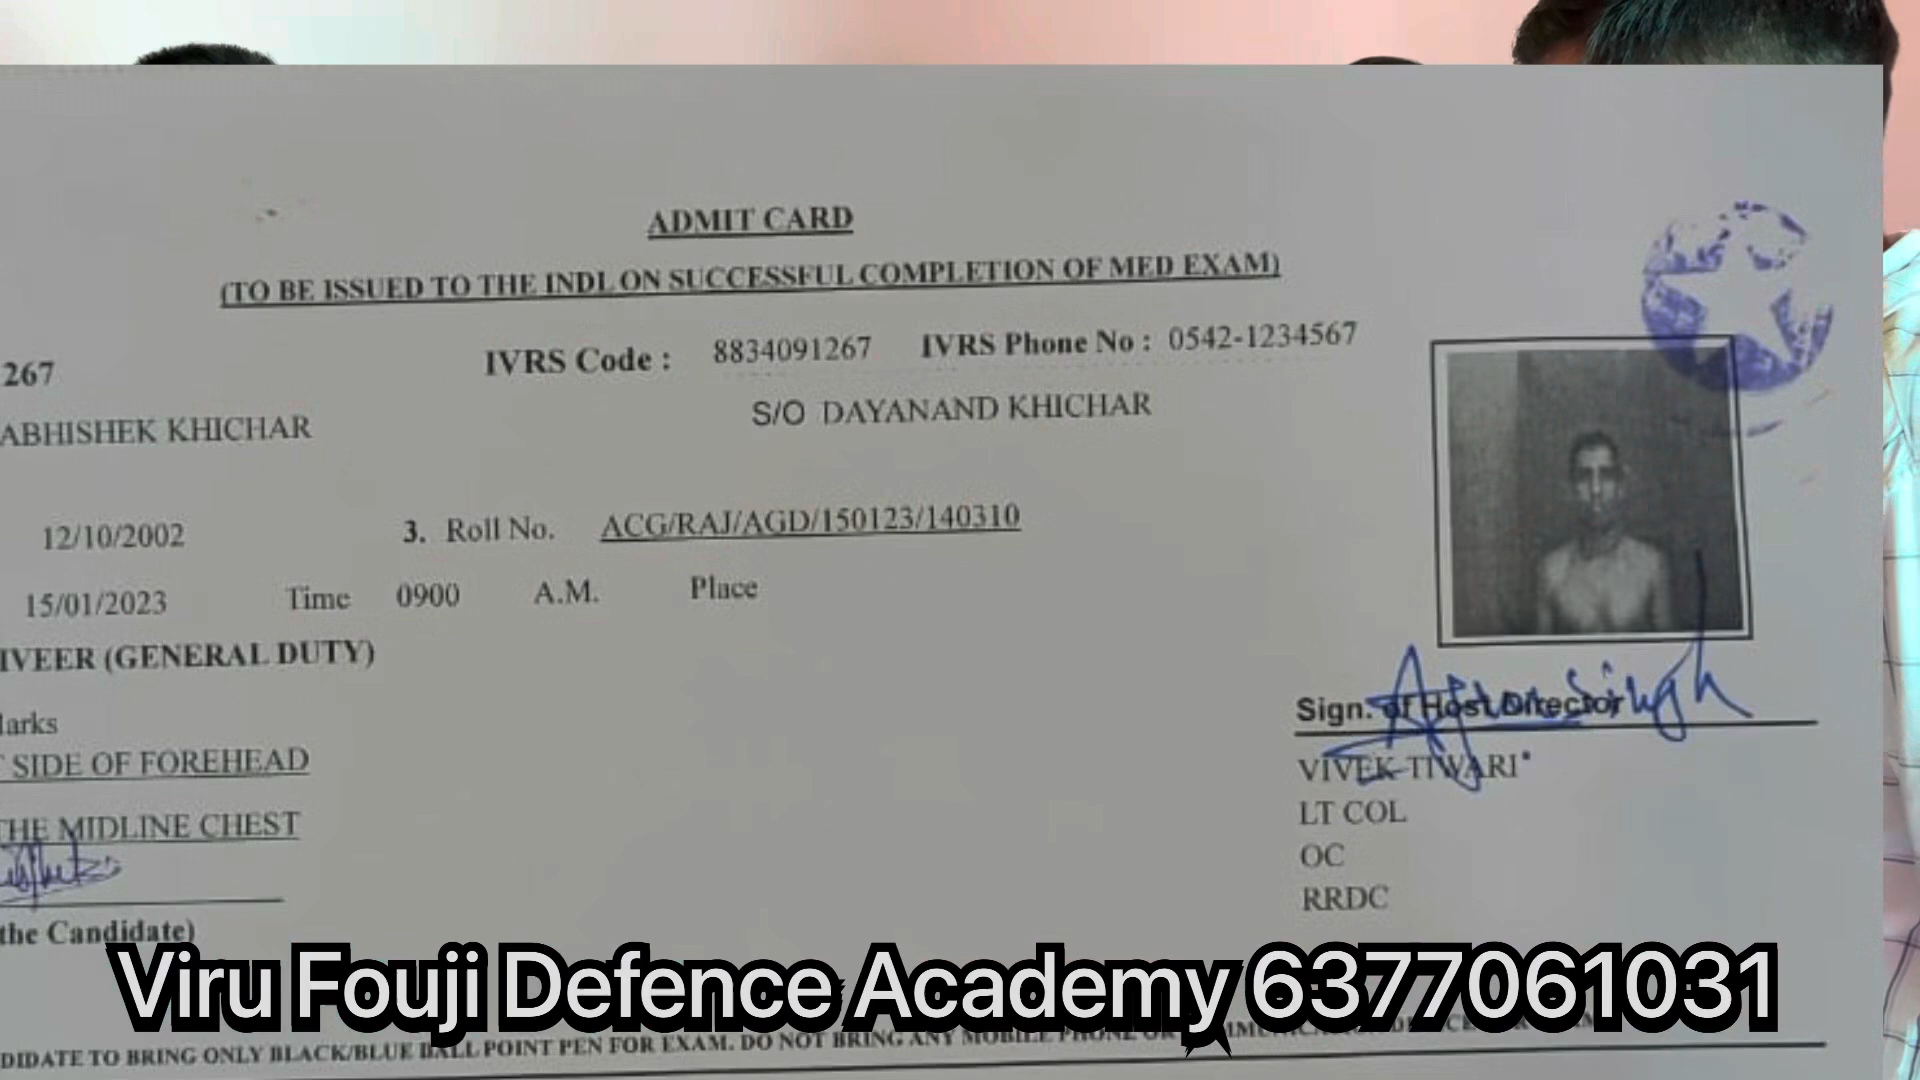 ADMIT CARD
(TO BE ISSUED TO THE INDL ON SUCCESSFUL COMPLETION OF MED EXAM)
267 IVRS Code : 8834091267 IVRS Phone No : 0542-1234567
ABHISHEK KHICHAR S/O DAYANAND KHICHAR
12/10/2002 3. Roll No. ACG/RAJ/AGD/150123/140310
15/01/2023 Time 0900 A.M. Place
IVEER (GENERAL DUTY)
Sign. of Host Director
larks
SIDE OF FOREHEAD
VIVEK TIWARI
LT COL
THE MIDLINE CHEST
OC
RRDC
the Candidate)
Viru Fouji Defence Academy 6377061031
DIDATE TO BRING ONLY BLACK/BLUE BALL POINT PEN FOR EXAM. DO NOT BRING ANY MOBILE PHONE OR